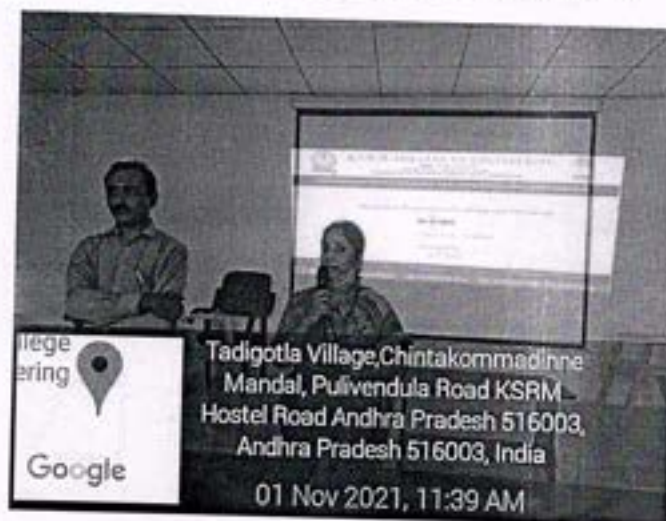 llege
ering
Google
Tadigotla Village,Chintakommadinne
Mandal, Pulivendula Road KSRM
Hostel Road Andhra Pradesh 516003,
Andhra Pradesh 516003, India
01 Nov 2021, 11:39 AM